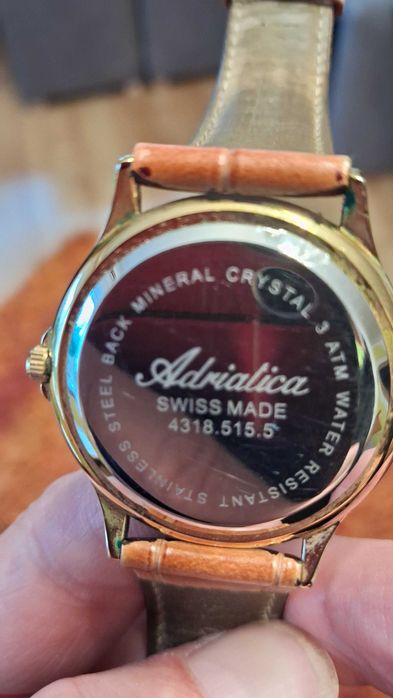 STAINLESS STEEL BACK MINERAL CRYSTAL 3 ATM WATER RESISTANT
Adriatica
SWISS MADE
4318.515.5